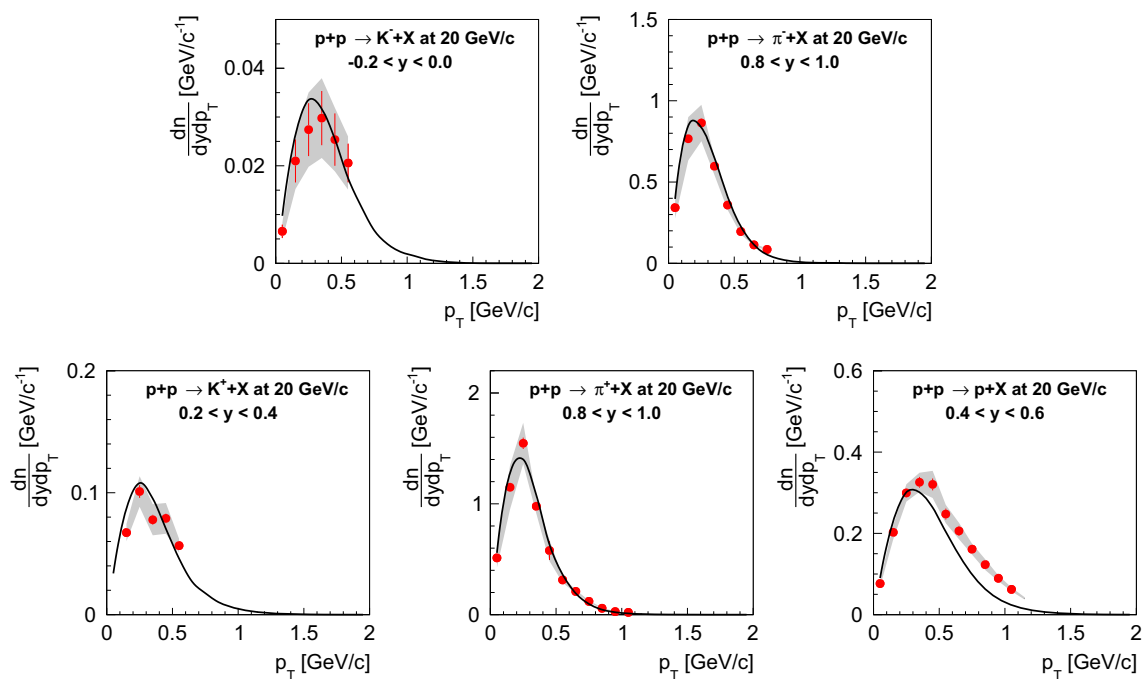 p+p → K⁻+X at 20 GeV/c
-0.2 < y < 0.0
dn/dydp_T [GeV/c⁻¹]
0.04
0.02
0
0 0.5 1 1.5 2
p_T [GeV/c]
p+p → π⁻+X at 20 GeV/c
0.8 < y < 1.0
dn/dydp_T [GeV/c⁻¹]
1.5
1
0.5
0
0 0.5 1 1.5 2
p_T [GeV/c]
p+p → K⁺+X at 20 GeV/c
0.2 < y < 0.4
dn/dydp_T [GeV/c⁻¹]
0.2
0.1
0
0 0.5 1 1.5 2
p_T [GeV/c]
p+p → π⁺+X at 20 GeV/c
0.8 < y < 1.0
dn/dydp_T [GeV/c⁻¹]
2
1
0
0 0.5 1 1.5 2
p_T [GeV/c]
p+p → p+X at 20 GeV/c
0.4 < y < 0.6
dn/dydp_T [GeV/c⁻¹]
0.6
0.4
0.2
0
0 0.5 1 1.5 2
p_T [GeV/c]